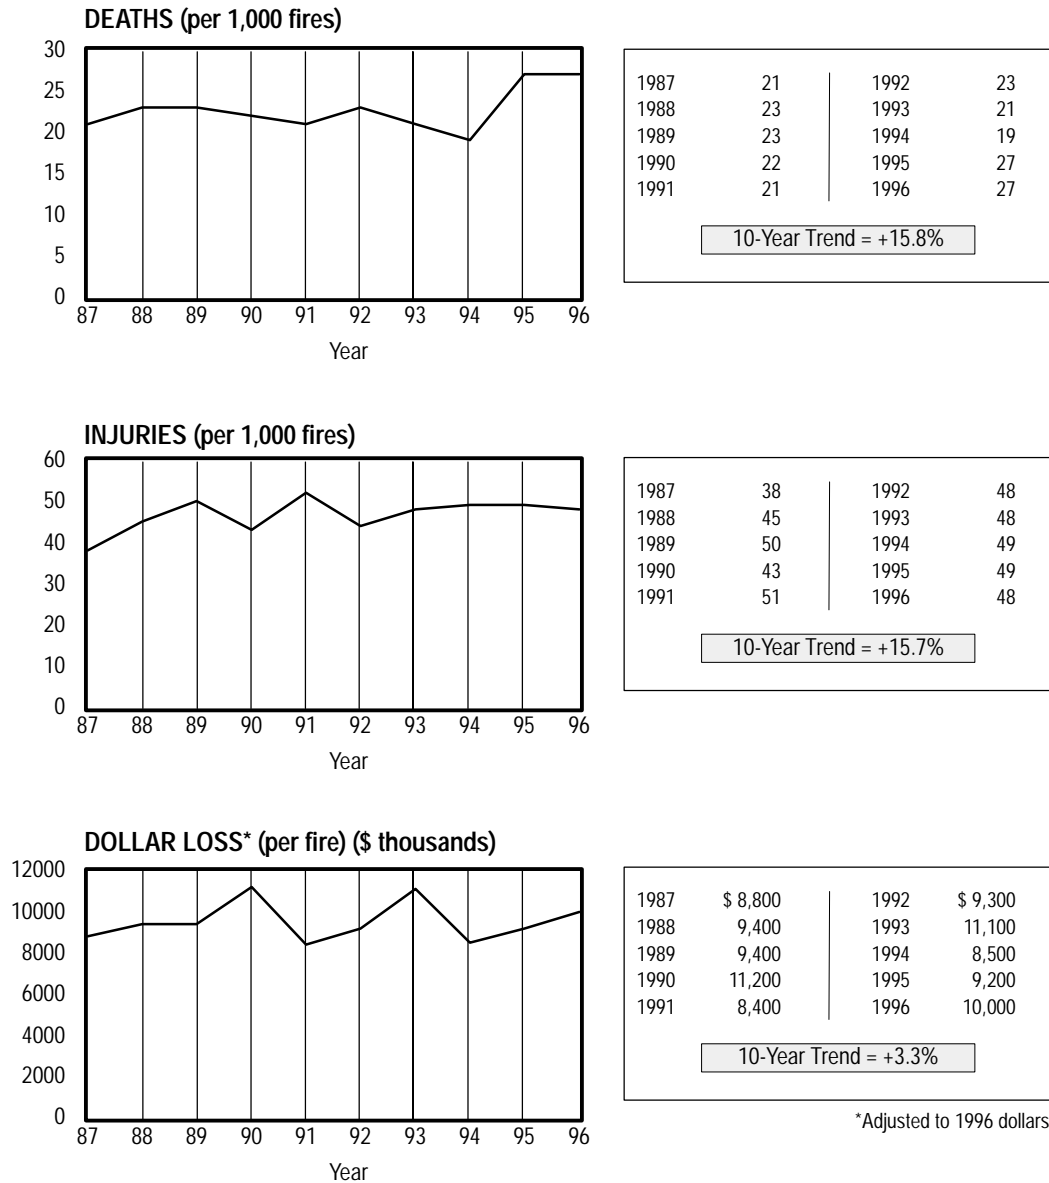 DEATHS (per 1,000 fires)
30
25
20
15
10
5
0
87 88 89 90 91 92 93 94 95 96
Year
1987 21 1992 23
1988 23 1993 21
1989 23 1994 19
1990 22 1995 27
1991 21 1996 27
10-Year Trend = +15.8%
INJURIES (per 1,000 fires)
60
50
40
30
20
10
0
87 88 89 90 91 92 93 94 95 96
Year
1987 38 1992 48
1988 45 1993 48
1989 50 1994 49
1990 43 1995 49
1991 51 1996 48
10-Year Trend = +15.7%
DOLLAR LOSS* (per fire) ($ thousands)
12000
10000
8000
6000
4000
2000
0
87 88 89 90 91 92 93 94 95 96
Year
1987 $ 8,800 1992 $ 9,300
1988 9,400 1993 11,100
1989 9,400 1994 8,500
1990 11,200 1995 9,200
1991 8,400 1996 10,000
10-Year Trend = +3.3%
*Adjusted to 1996 dollars